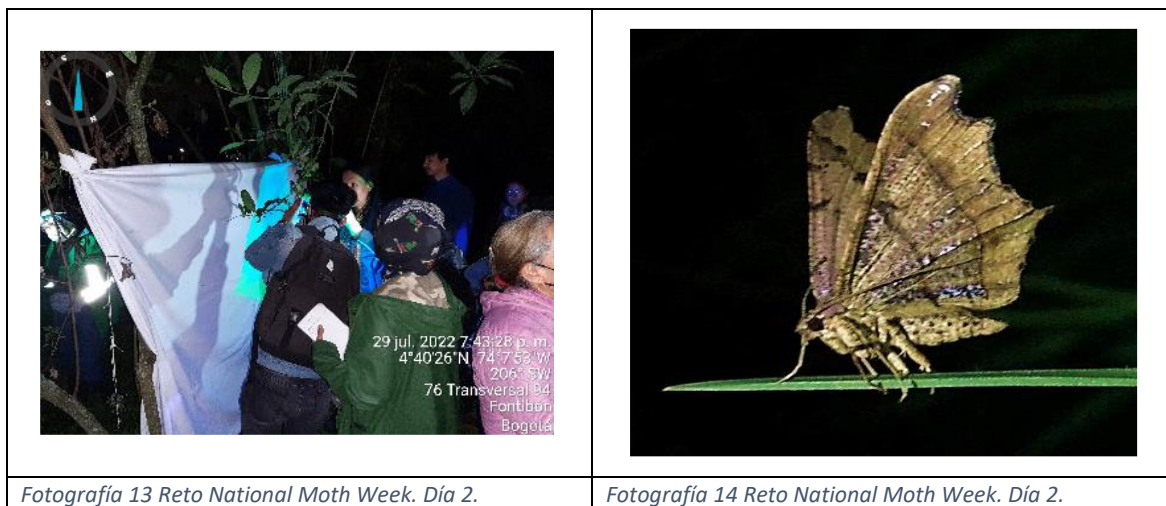 29 jul. 2022 7:43:28 p. m.
4°40'26"N, 74°7'53"W
206° SW
76 Transversal 94
Fontibón
Bogotá
Fotografía 13 Reto National Moth Week. Día 2.
Fotografía 14 Reto National Moth Week. Día 2.